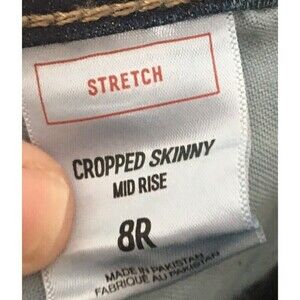 STRETCH
CROPPED SKINNY
MID RISE
8R
MADE IN PAKISTAN
FABRIQUÉ AU PAKISTAN